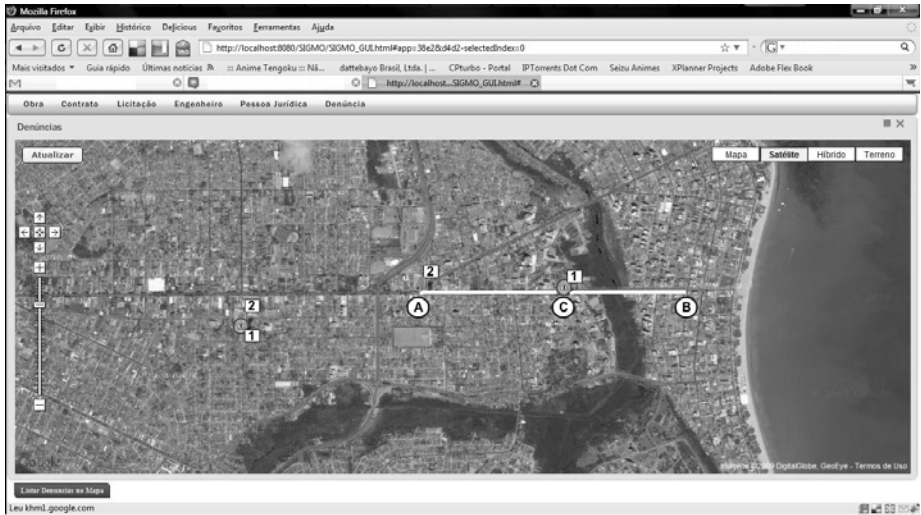 Mozilla Firefox
Arquivo Editar Exibir Histórico Delicious Favoritos Ferramentas Ajuda
http://localhost:8080/SIGMO/SIGMO_GUI.html#app=38e2&d4d2-selectedIndex=0
Mais visitados Guia rápido Últimas notícias ::: Anime Tengoku ::: Nã... dattebayo Brasil, Ltda. | ... CPturbo - Portal IPTorrents Dot Com Seizu Animes XPlanner Projects Adobe Flex Book
http://localhost...SIGMO_GUI.html#
Obra Contrato Licitação Engenheiro Pessoa Jurídica Denúncia
Denúncias
Atualizar Mapa Satélite Híbrido Terreno
2 1
A C B
2
1
©2009 DigitalGlobe, GeoEye - Termos de Uso
Listar Denuncias no Mapa
Leu khm1.google.com